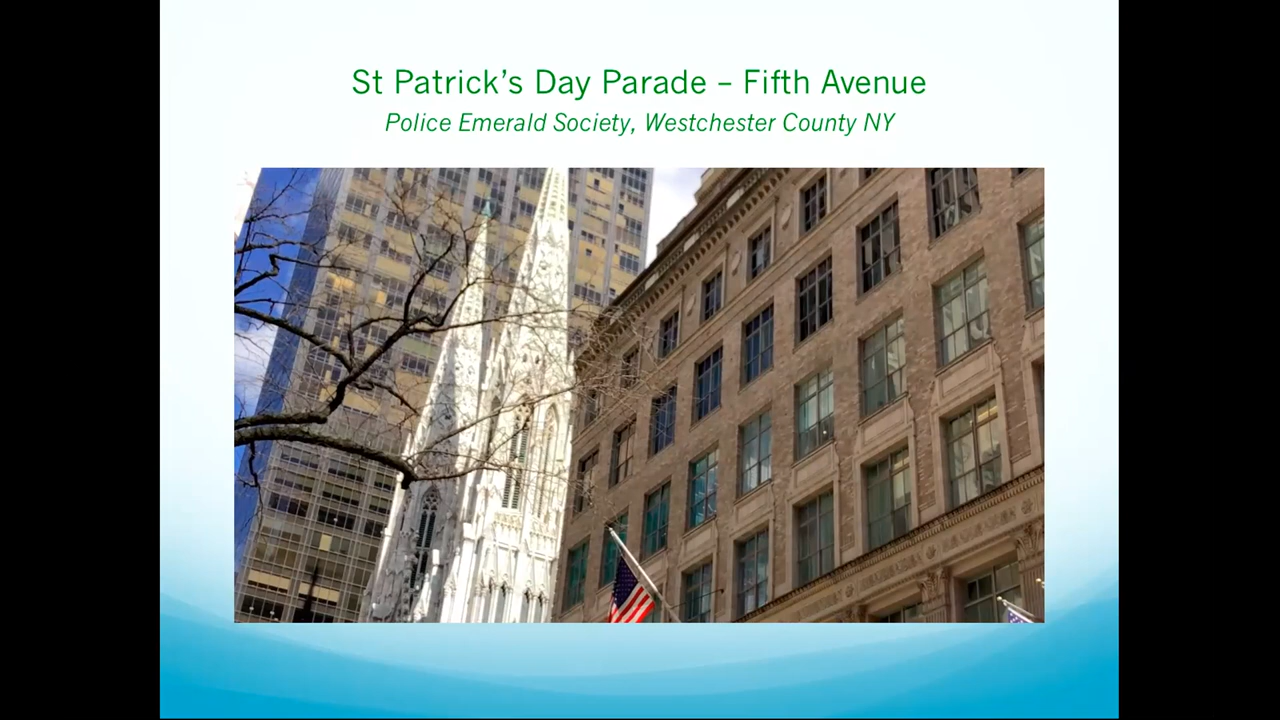 St Patrick’s Day Parade – Fifth Avenue
Police Emerald Society, Westchester County NY